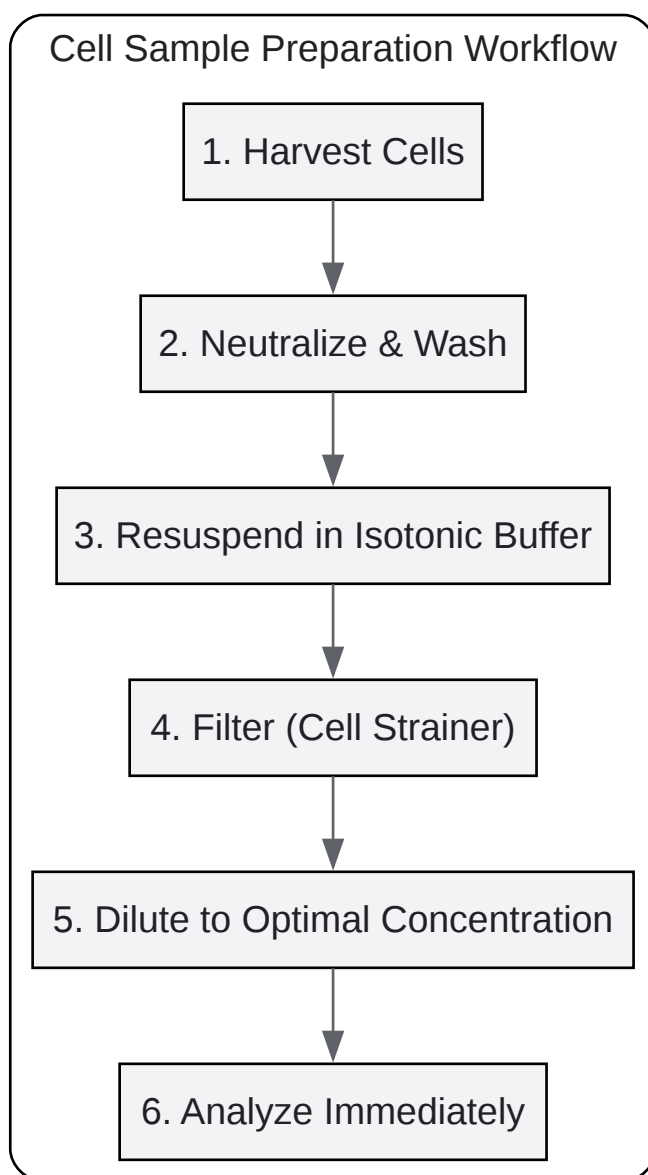 Cell Sample Preparation Workflow
1. Harvest Cells
2. Neutralize & Wash
3. Resuspend in Isotonic Buffer
4. Filter (Cell Strainer)
5. Dilute to Optimal Concentration
6. Analyze Immediately